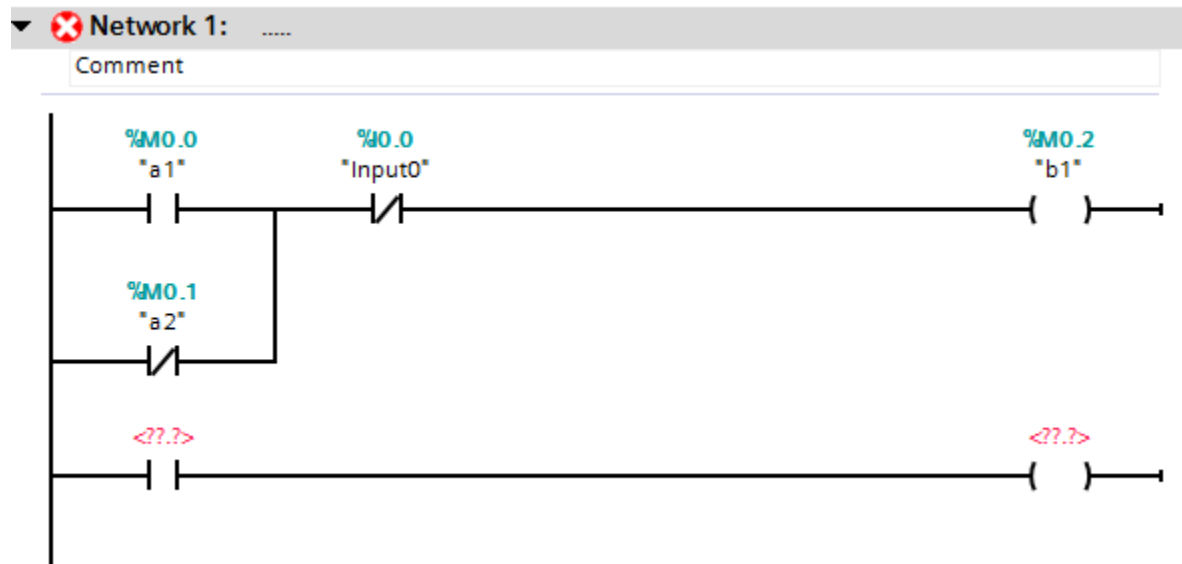 Network 1: .....
Comment
%M0.0 %I0.0 %M0.2
"a1" "Input0" "b1"
%M0.1
"a2"
<??.?> <??.?>